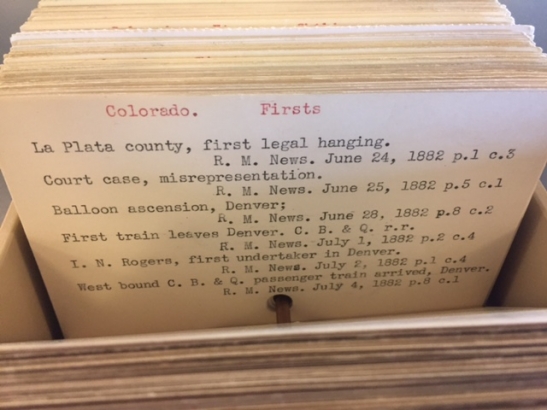 Colorado. Firsts
La Plata county, first legal hanging.
R. M. News. June 24, 1882 p.1 c.3
Court case, misrepresentation.
R. M. News. June 25, 1882 p.5 c.1
Balloon ascension, Denver;
R. M. News. June 28, 1882 p.8 c.2
First train leaves Denver. C. B. & Q. r.r.
R. M. News. July 1, 1882 p.2 c.4
I. N. Rogers, first undertaker in Denver.
R. M. News. July 2, 1882 p.1 c.4
West bound C. B. & Q. passenger train arrived, Denver.
R. M. News. July 4, 1882 p.8 c.1